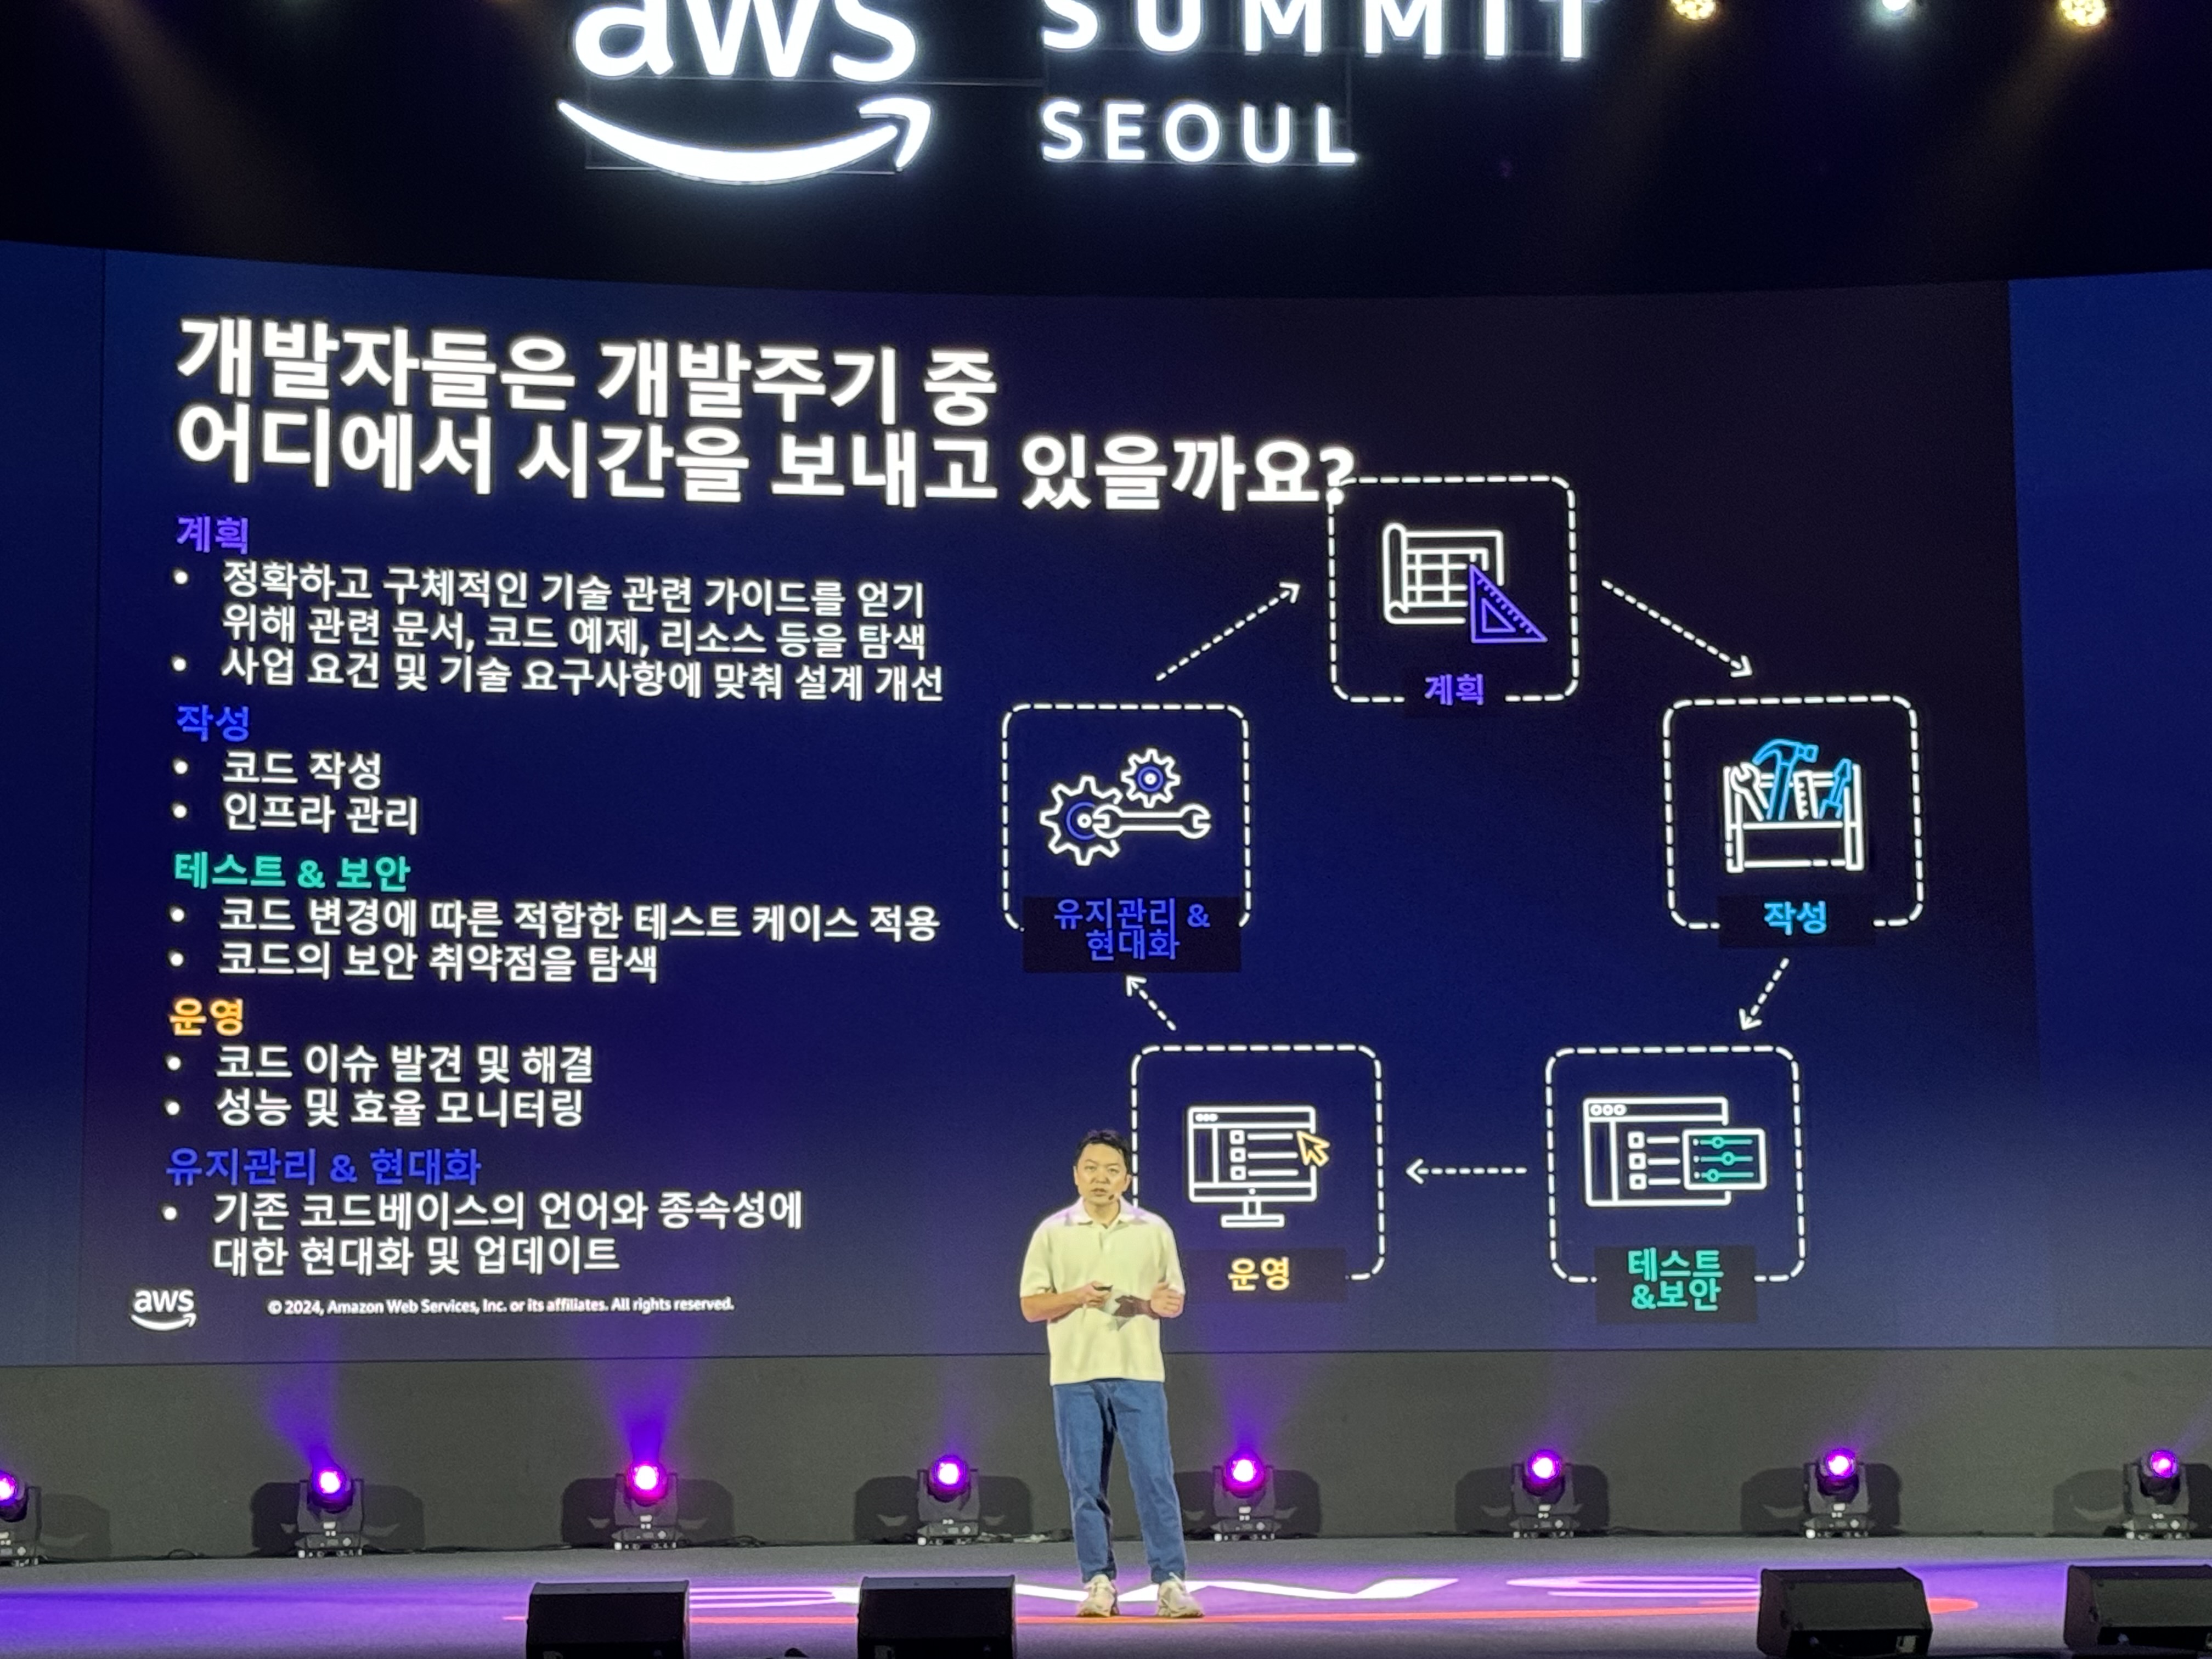 aws SUMMIT
SEOUL
개발자들은 개발주기 중
어디에서 시간을 보내고 있을까요?
계획
• 정확하고 구체적인 기술 관련 가이드를 얻기
위해 관련 문서, 코드 예제, 리소스 등을 탐색
• 사업 요건 및 기술 요구사항에 맞춰 설계 개선
작성
• 코드 작성
• 인프라 관리
테스트 & 보안
• 코드 변경에 따른 적합한 테스트 케이스 적용
• 코드의 보안 취약점을 탐색
운영
• 코드 이슈 발견 및 해결
• 성능 및 효율 모니터링
유지관리 & 현대화
• 기존 코드베이스의 언어와 종속성에
대한 현대화 및 업데이트
계획
작성
테스트
&보안
운영
유지관리 &
현대화
aws
© 2024, Amazon Web Services, Inc. or its affiliates. All rights reserved.